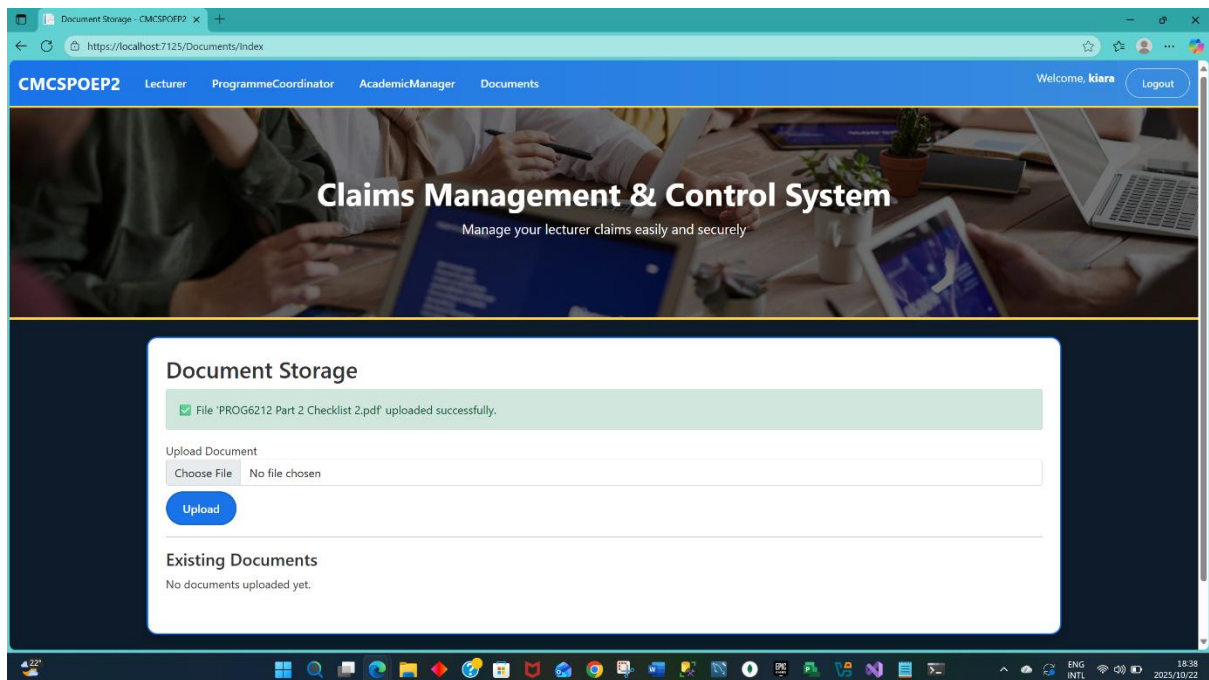 Document Storage - CMCSPOEP2
https://localhost:7125/Documents/Index
CMCSPOEP2 Lecturer ProgrammeCoordinator AcademicManager Documents Welcome, kiara Logout
Claims Management & Control System
Manage your lecturer claims easily and securely
Document Storage
File 'PROG6212 Part 2 Checklist 2.pdf' uploaded successfully.
Upload Document
Choose File No file chosen
Upload
Existing Documents
No documents uploaded yet.
22°
ENG
INTL
18:38
2025/10/22